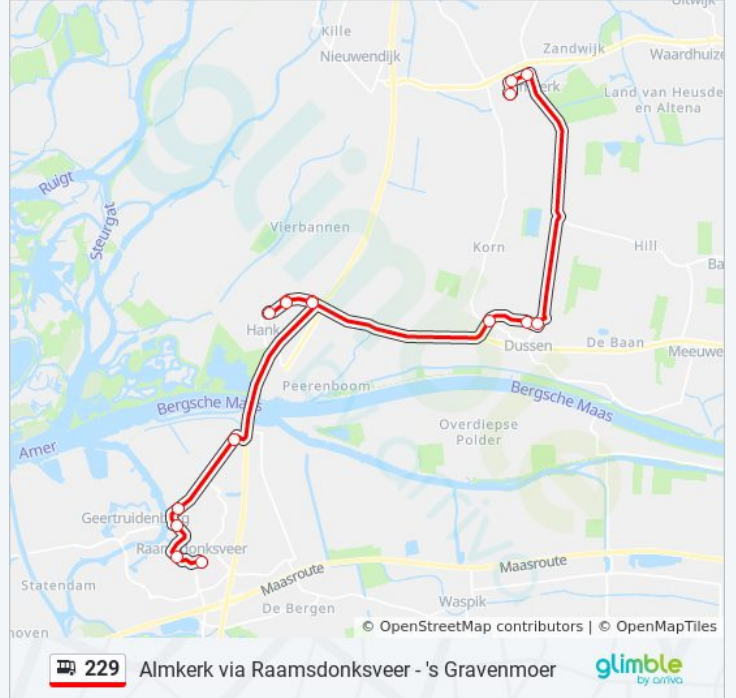 Uitwijk
Kille
Zandwijk
Nieuwendijk
Waardhuize
Land van Heusde
en Altena
Ruigt
Steurgat
Vierbannen
Korn
Hill
Ba
Hank
Dussen
De Baan
Meeuwe
Peerenboom
Bergsche Maas
Bergsche Maas
Overdiepse
Polder
Amer
Geertruidenberg
Raamsdonksveer
Maasroute
Maasroute
Statendam
Waspik
De Bergen
hoven
© OpenStreetMap contributors | © OpenMapTiles
229 Almkerk via Raamsdonksveer - 's Gravenmoer
glimble
by arriva